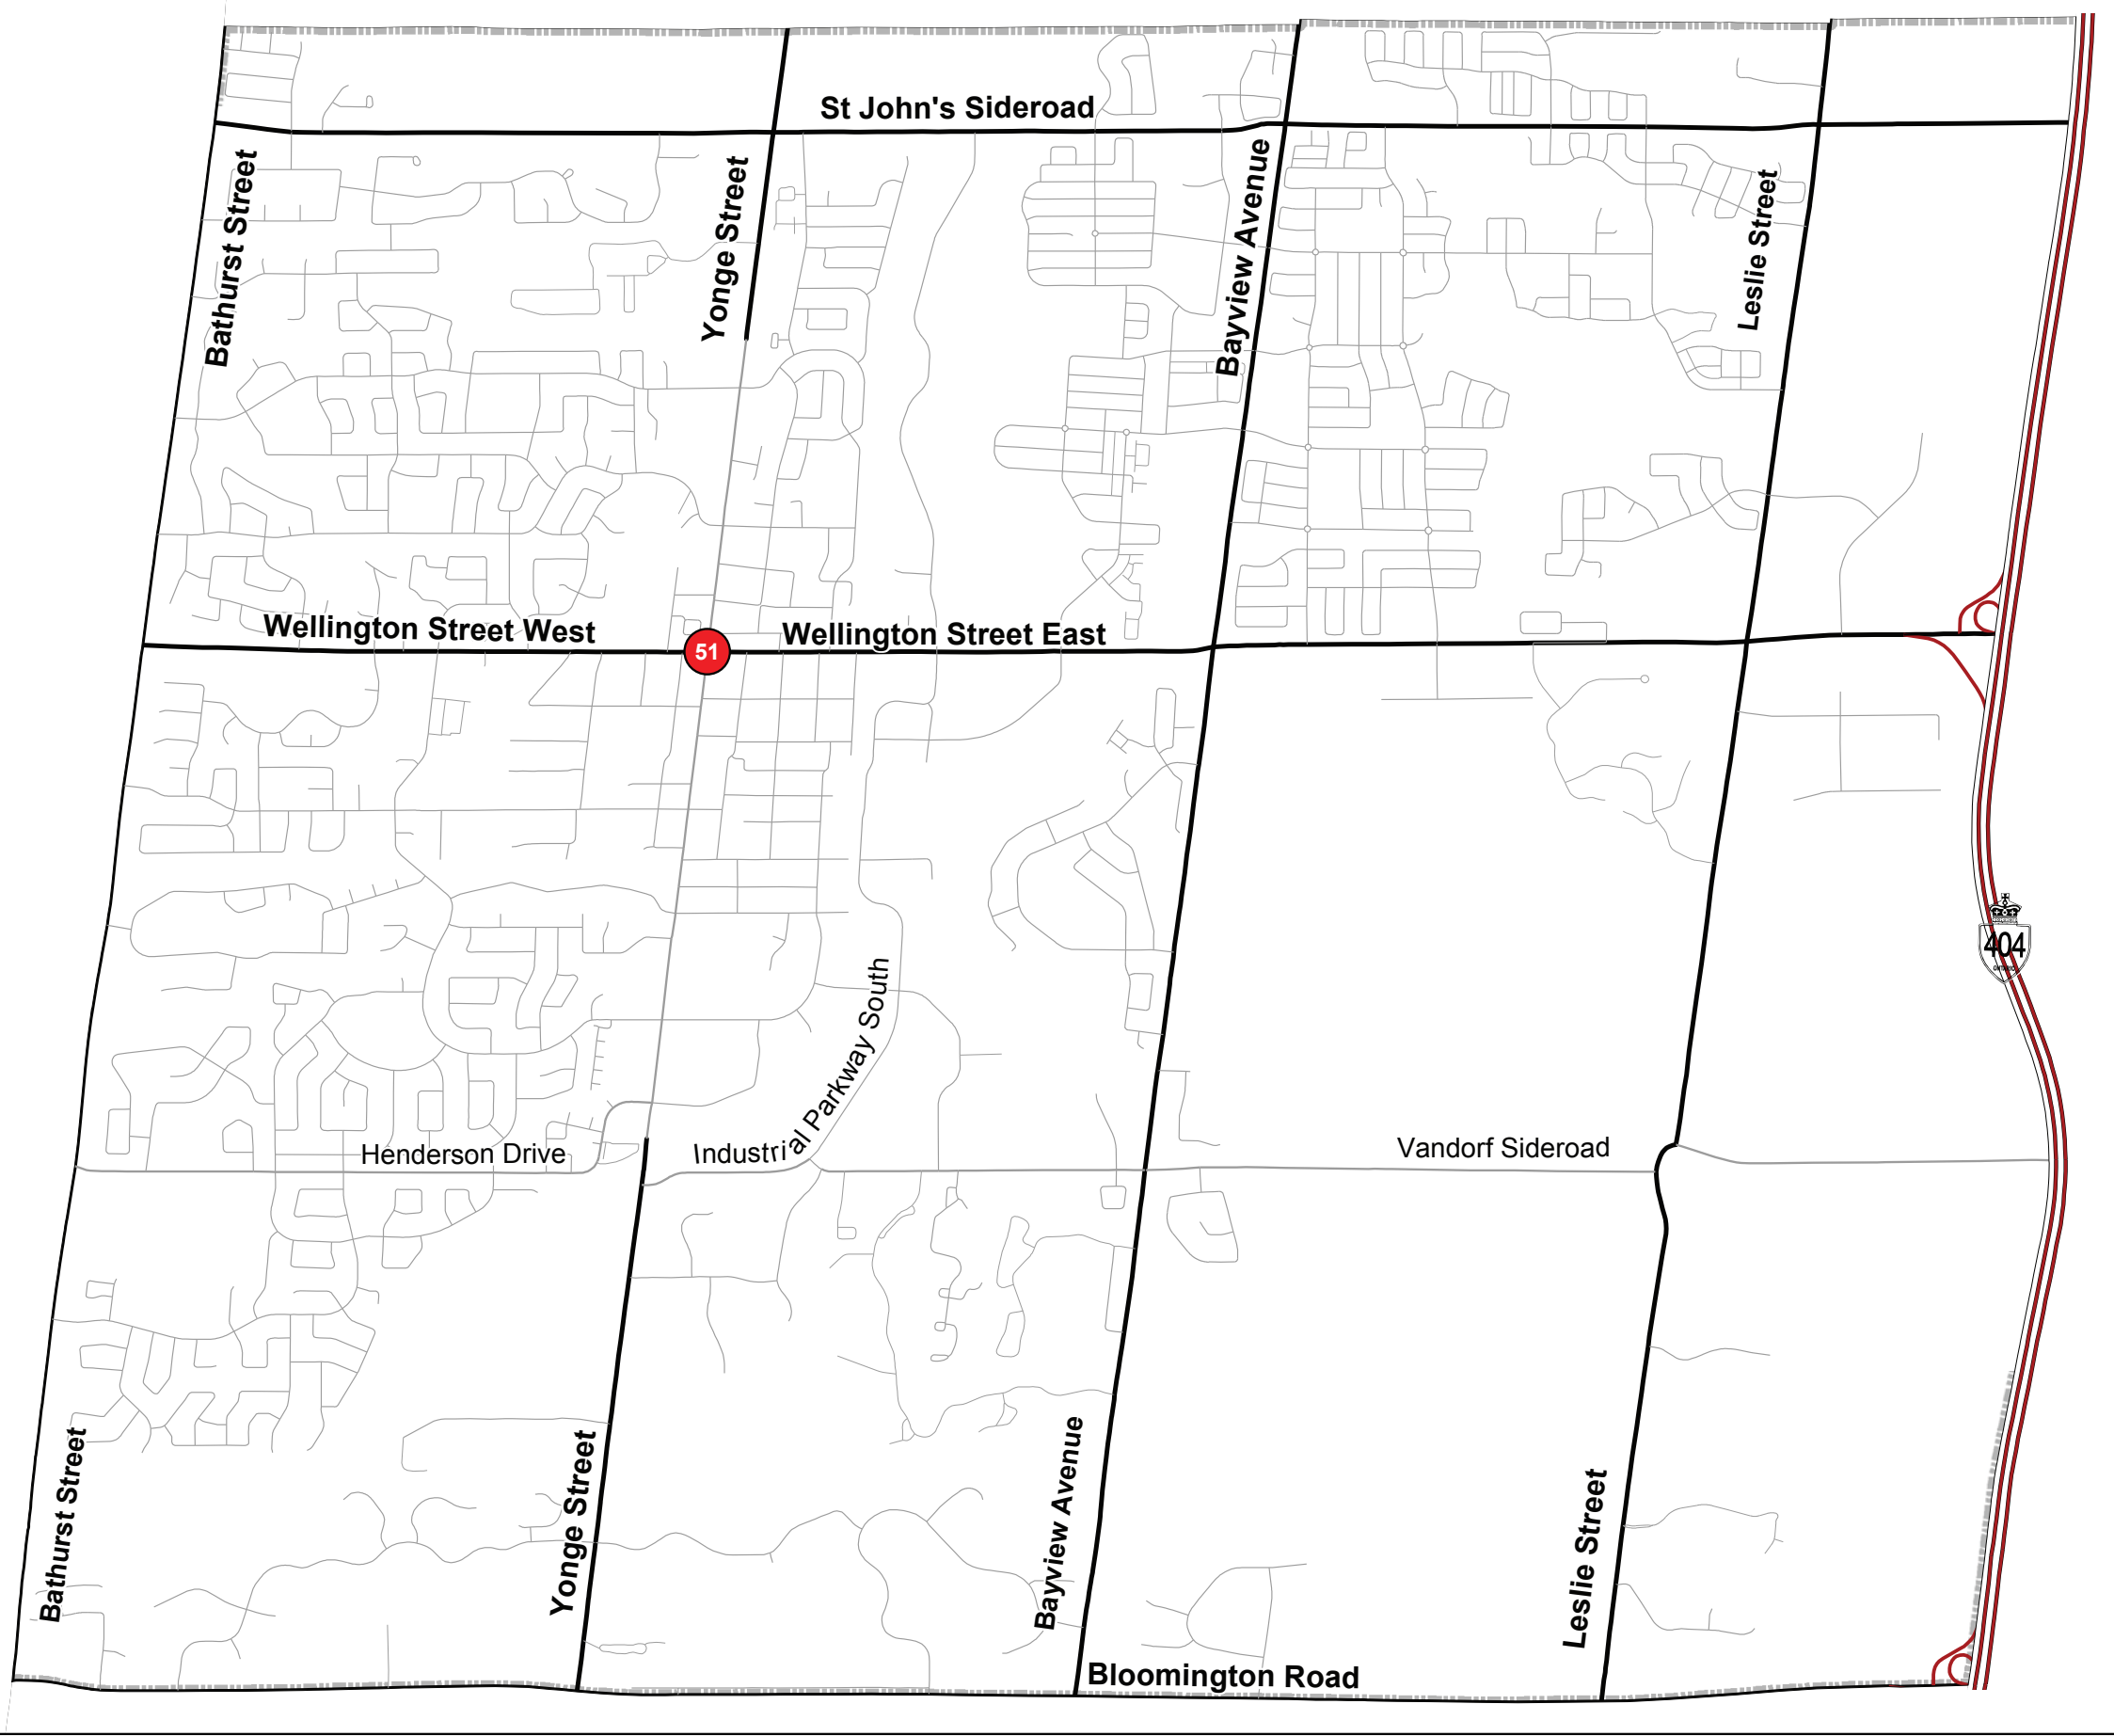 St John's Sideroad
Bathurst Street
Yonge Street
Bayview Avenue
Leslie Street
Wellington Street West
51
Wellington Street East
404
ONTARIO
Industrial Parkway South
Henderson Drive
Vandorf Sideroad
Bathurst Street
Yonge Street
Bayview Avenue
Leslie Street
Bloomington Road